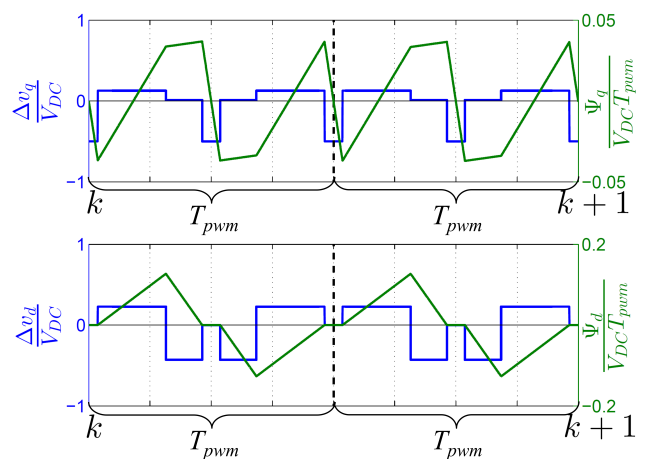 1
0
−1
Δv_q
V_DC
0.05
0
-0.05
Ψ_q
V_DC T_pwm
k
T_pwm
T_pwm
k + 1
1
0
−1
Δv_d
V_DC
0.2
0
-0.2
Ψ_d
V_DC T_pwm
k
T_pwm
T_pwm
k + 1